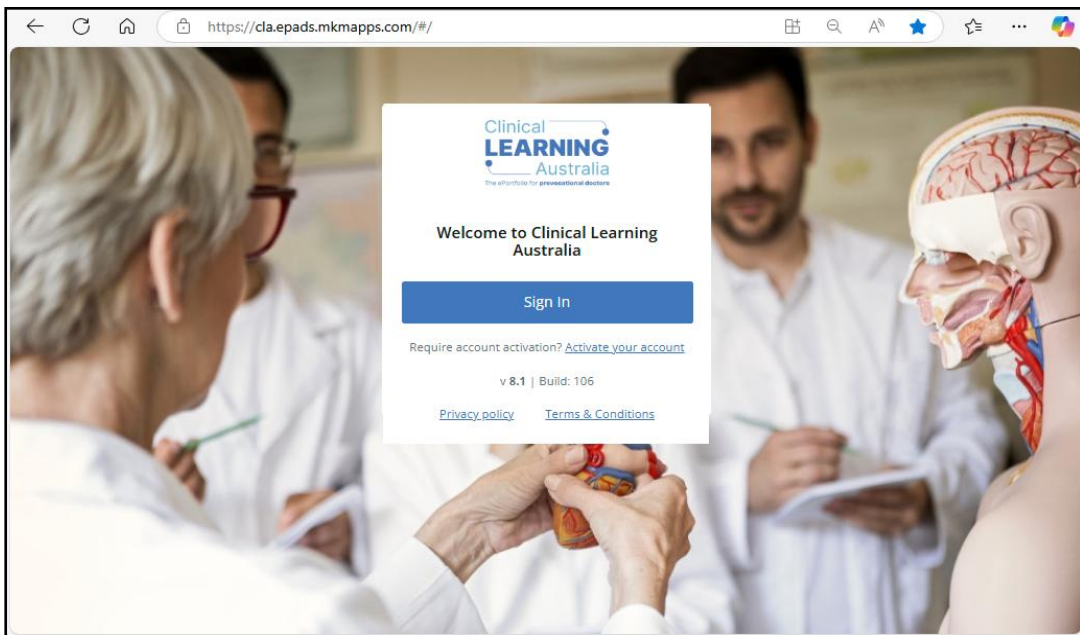 https://cla.epads.mkmapps.com/#/
Clinical
LEARNING
Australia
The ePortfolio for prevocational doctors
Welcome to Clinical Learning
Australia
Sign In
Require account activation? Activate your account
v 8.1 | Build: 106
Privacy policy Terms & Conditions